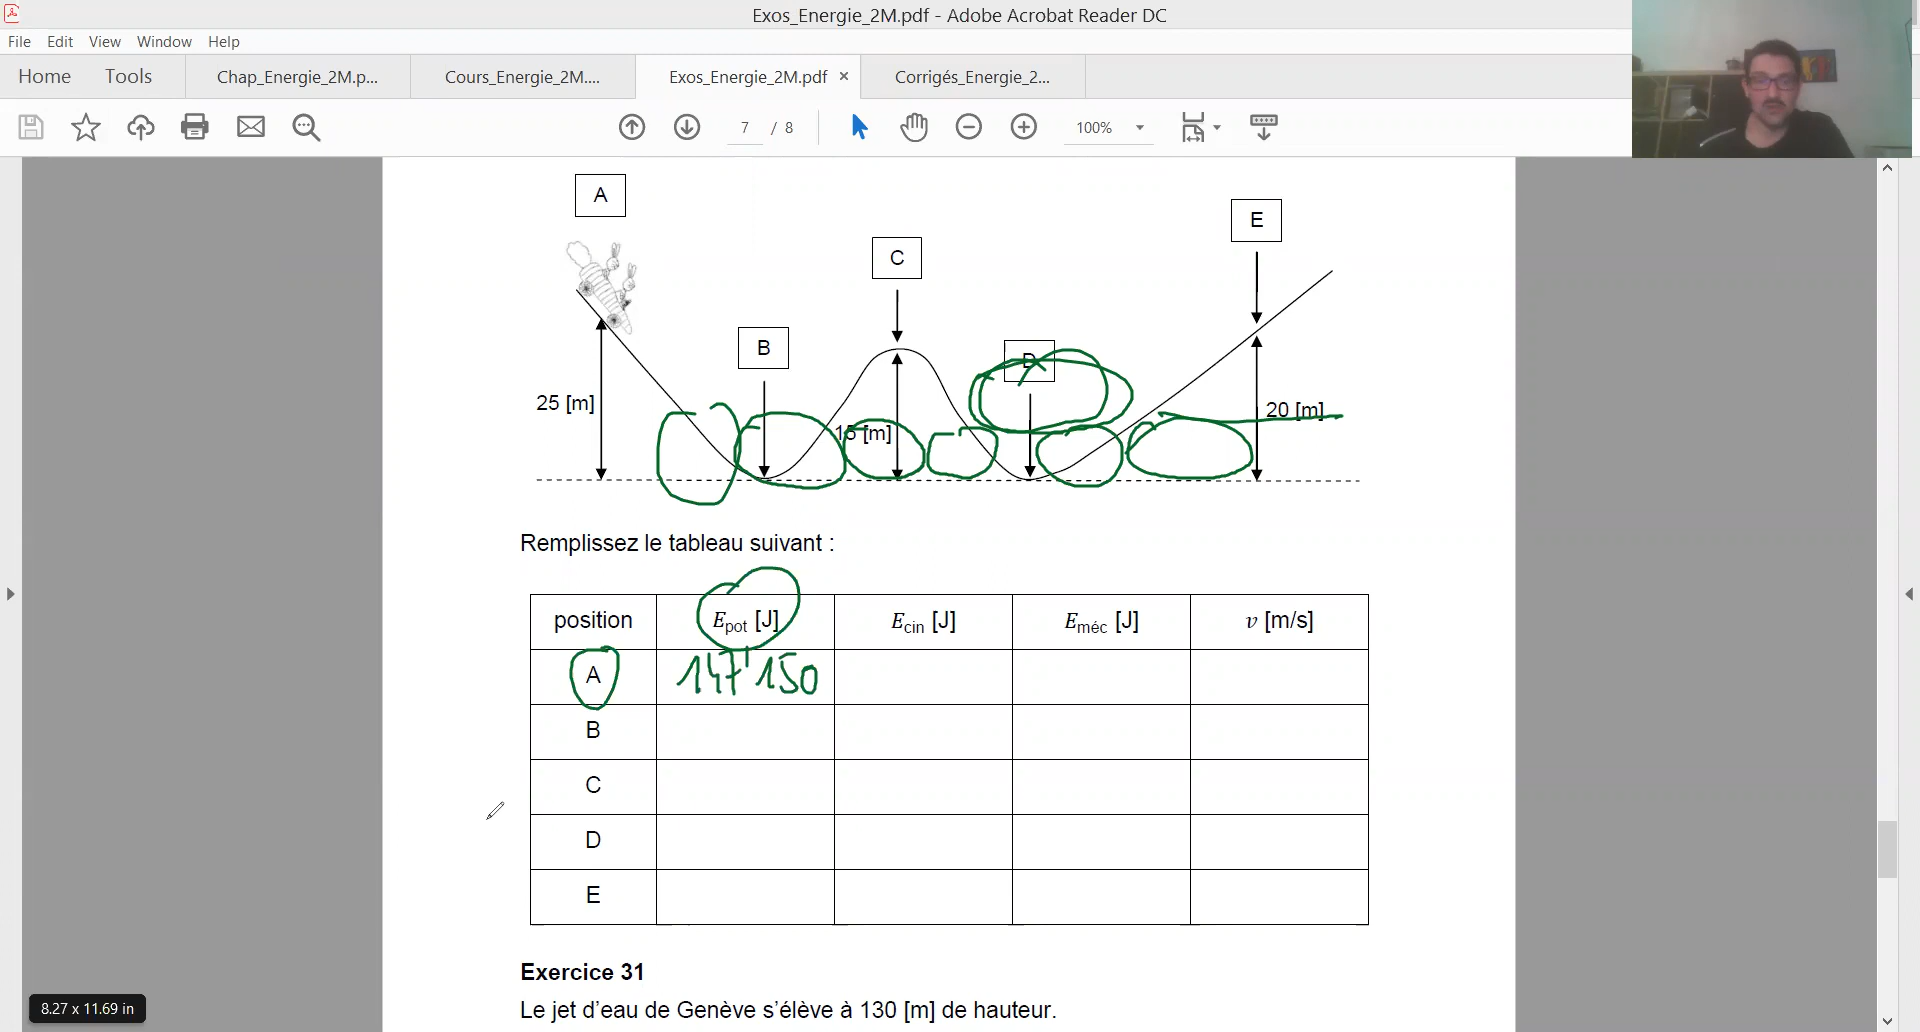 Exos_Energie_2M.pdf - Adobe Acrobat Reader DC
File Edit View Window Help
Home Tools Chap_Energie_2M.p... Cours_Energie_2M.... Exos_Energie_2M.pdf × Corrigés_Energie_2...
7 / 8 100%
A
E
C
B
D
25 [m]
20 [m]
15 [m]
Remplissez le tableau suivant :
position Epot [J] Ecin [J] Eméc [J] v [m/s]
A 147'150
B
C
D
E
Exercice 31
Le jet d’eau de Genève s’élève à 130 [m] de hauteur.
8.27 x 11.69 in